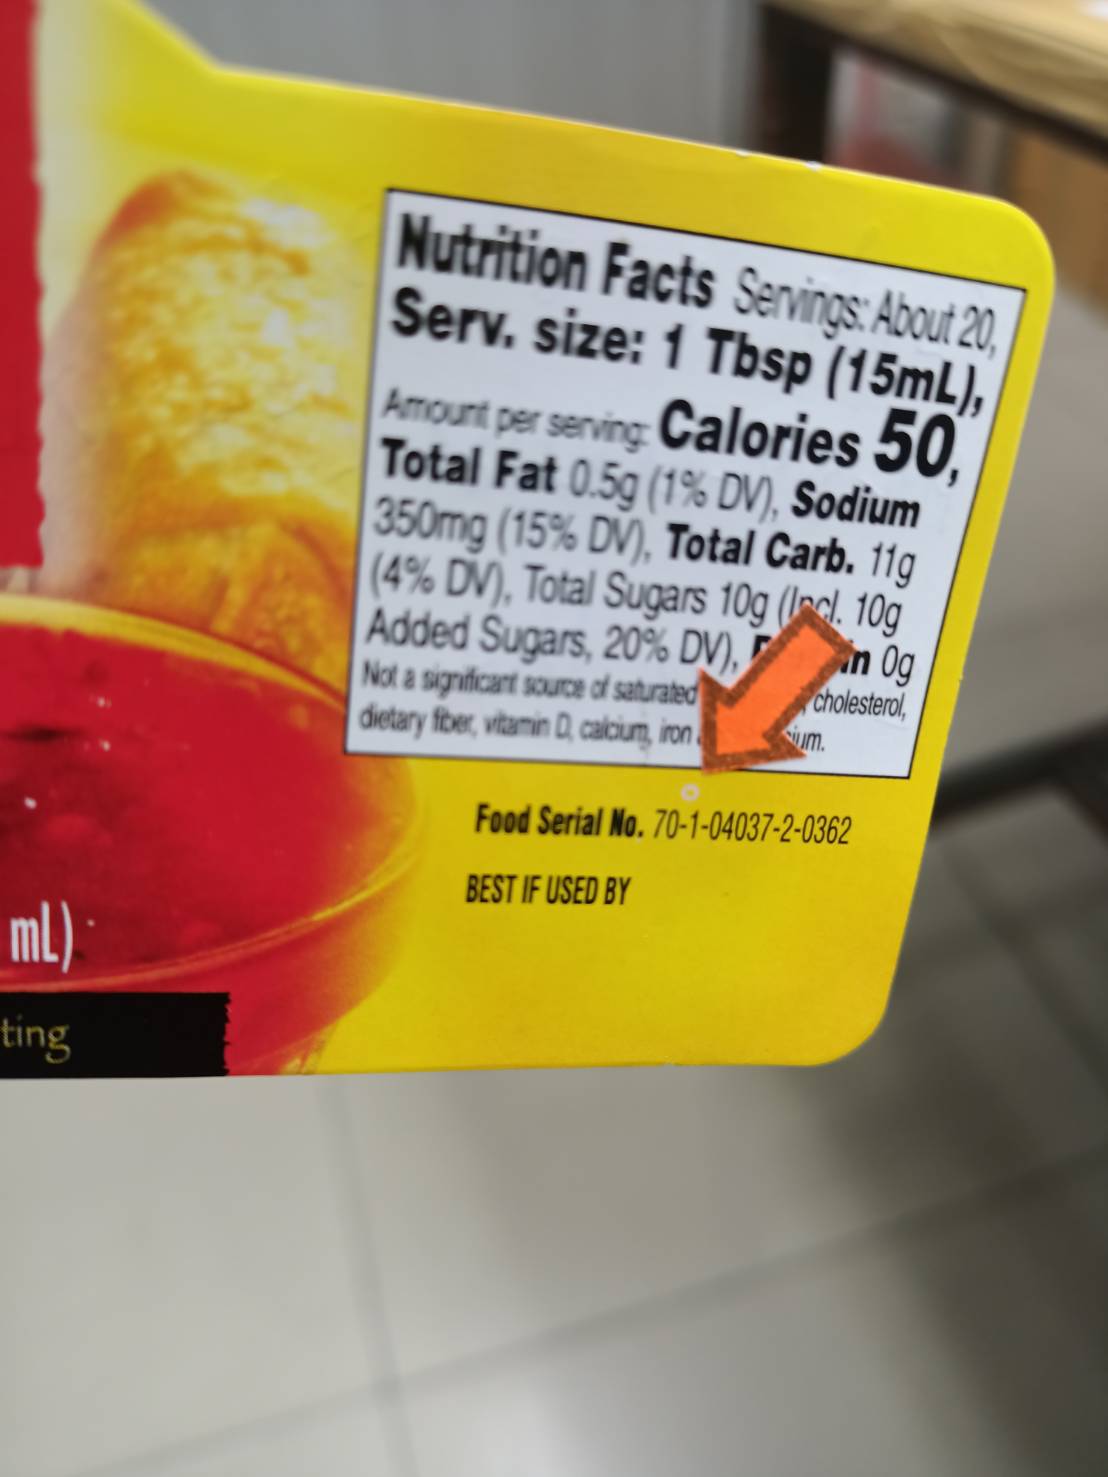 Nutrition Facts Servings: About 20,
Serv. size: 1 Tbsp (15mL),
Amount per serving: Calories 50,
Total Fat 0.5g (1% DV), Sodium
350mg (15% DV), Total Carb. 11g
(4% DV), Total Sugars 10g (Incl. 10g
Added Sugars, 20% DV), 0g
Not a significant source of saturated cholesterol,
dietary fiber, vitamin D, calcium, iron
Food Serial No. 70-1-04037-2-0362
BEST IF USED BY
mL)
ting